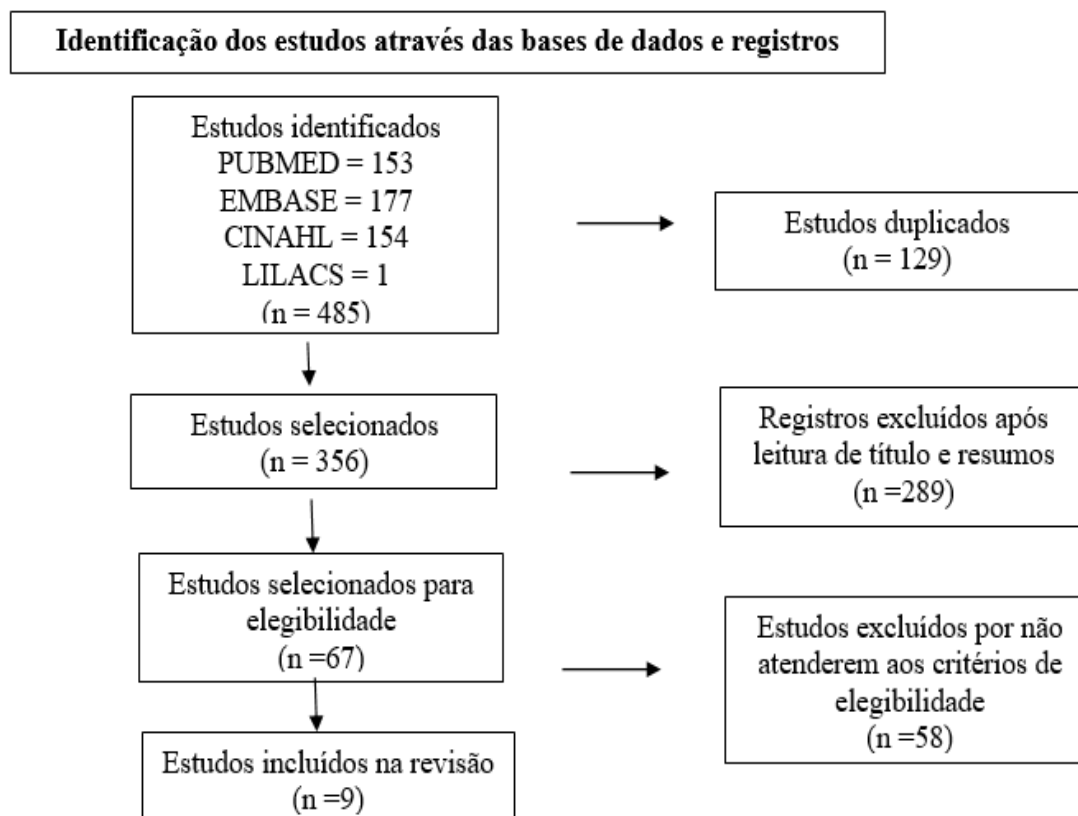 Identificação dos estudos através das bases de dados e registros
Estudos identificados
PUBMED = 153
EMBASE = 177
CINAHL = 154
LILACS = 1
(n = 485)
Estudos duplicados
(n = 129)
Estudos selecionados
(n = 356)
Registros excluídos após
leitura de título e resumos
(n =289)
Estudos selecionados para
elegibilidade
(n =67)
Estudos excluídos por não
atenderem aos critérios de
elegibilidade
(n =58)
Estudos incluídos na revisão
(n =9)